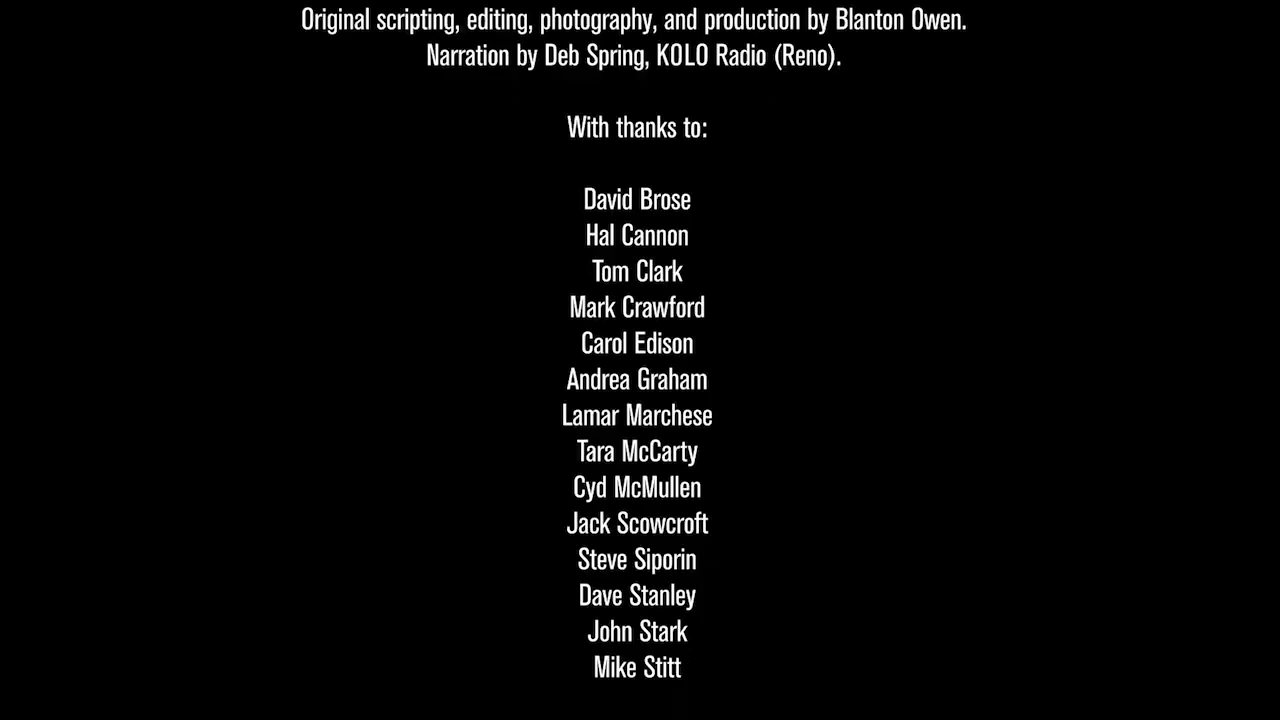 Original scripting, editing, photography, and production by Blanton Owen.
Narration by Deb Spring, KOLO Radio (Reno).
With thanks to:
David Brose
Hal Cannon
Tom Clark
Mark Crawford
Carol Edison
Andrea Graham
Lamar Marchese
Tara McCarty
Cyd McMullen
Jack Scowcroft
Steve Siporin
Dave Stanley
John Stark
Mike Stitt